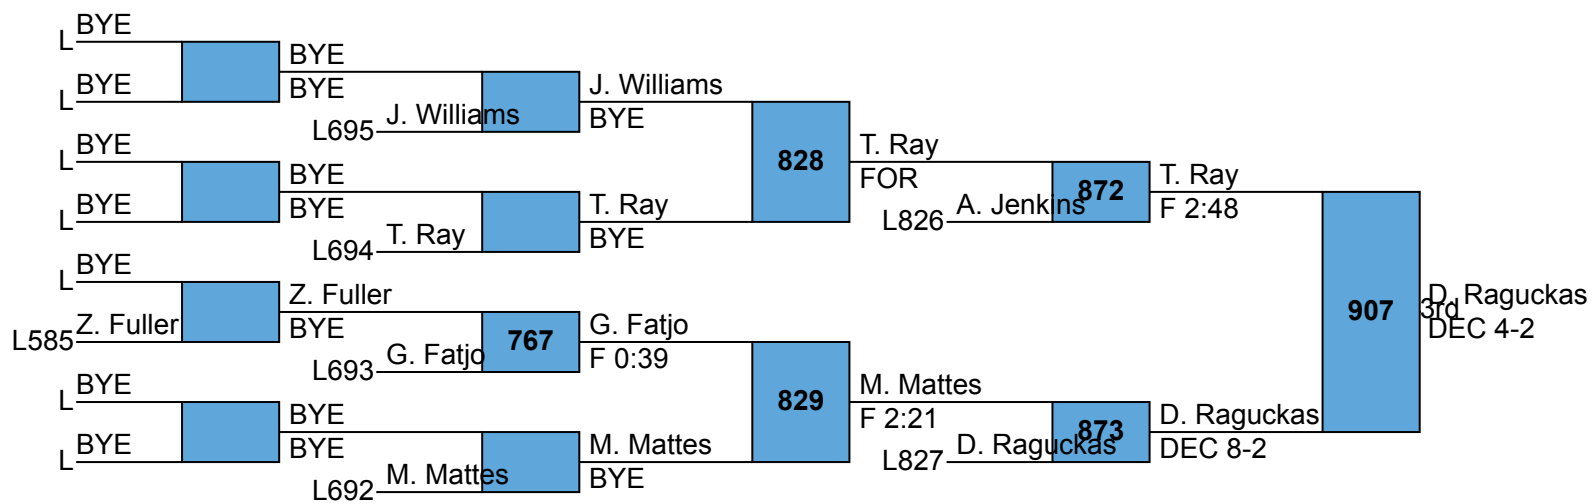 BYE
L
BYE
BYE
BYE
L
J. Williams
J. Williams
BYE
L695
BYE
L
828
T. Ray
FOR
BYE
BYE
BYE
L
872
T. Ray
F 2:48
T. Ray
BYE
A. Jenkins
L826
T. Ray
L694
BYE
L
Z. Fuller
BYE
907
3rd
D. Raguckas
DEC 4-2
Z. Fuller
L585
767
G. Fatjo
F 0:39
G. Fatjo
L693
BYE
L
829
M. Mattes
F 2:21
BYE
BYE
873
D. Raguckas
DEC 8-2
BYE
L
M. Mattes
BYE
D. Raguckas
L827
M. Mattes
L692